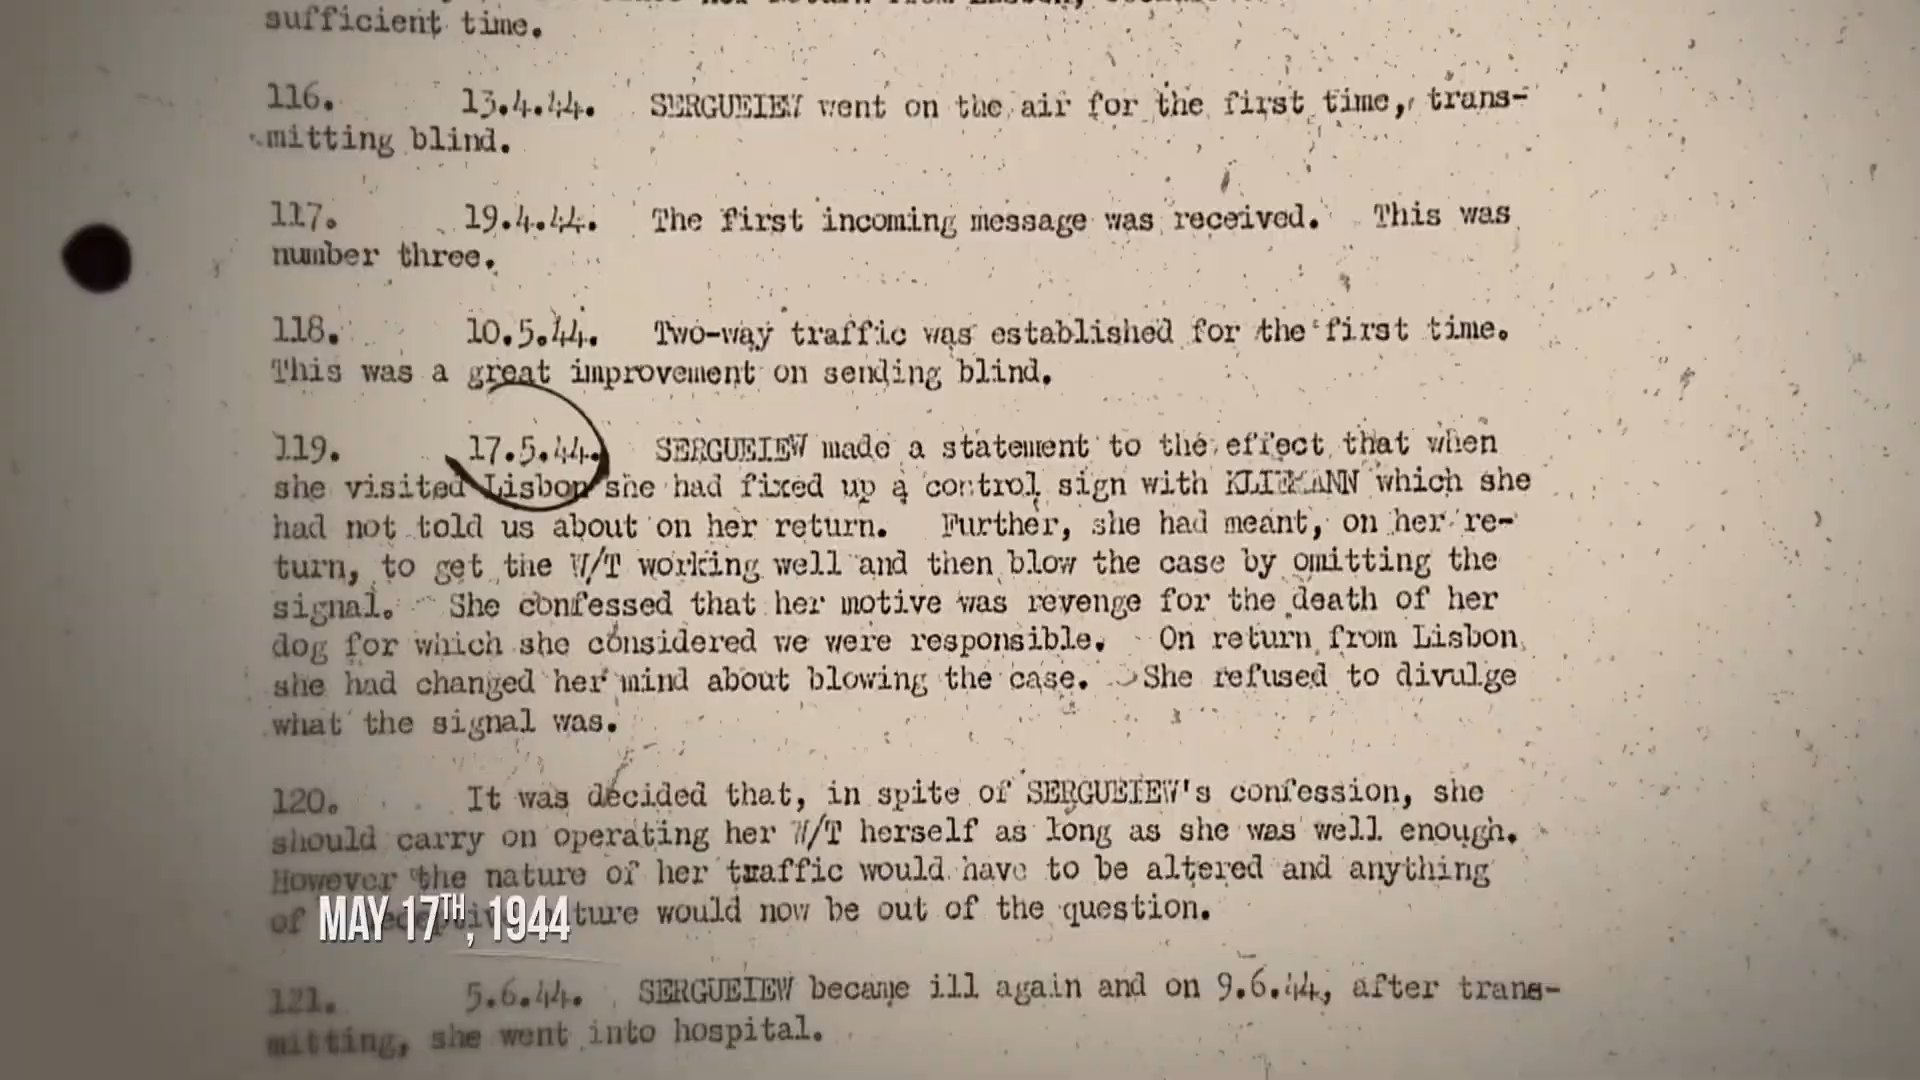 sufficient time.
116. 13.4.44. SERGUEIEW went on the air for the first time, trans-
mitting blind.
117. 19.4.44. The first incoming message was received. This was
number three.
118. 10.5.44. Two-way traffic was established for the first time.
This was a great improvement on sending blind.
119. 17.5.44. SERGUEIEW made a statement to the effect that when
she visited Lisbon she had fixed up a control sign with KLIEMANN which she
had not told us about on her return. Further, she had meant, on her re-
turn, to get the W/T working well and then blow the case by omitting the
signal. She confessed that her motive was revenge for the death of her
dog for which she considered we were responsible. On return from Lisbon
she had changed her mind about blowing the case. She refused to divulge
what the signal was.
120. It was decided that, in spite of SERGUEIEW's confession, she
should carry on operating her W/T herself as long as she was well enough.
However the nature of her traffic would have to be altered and anything
of would now be out of the question.
MAY 17TH, 1944
121. 5.6.44. SERGUEIEW became ill again and on 9.6.44, after trans-
mitting, she went into hospital.